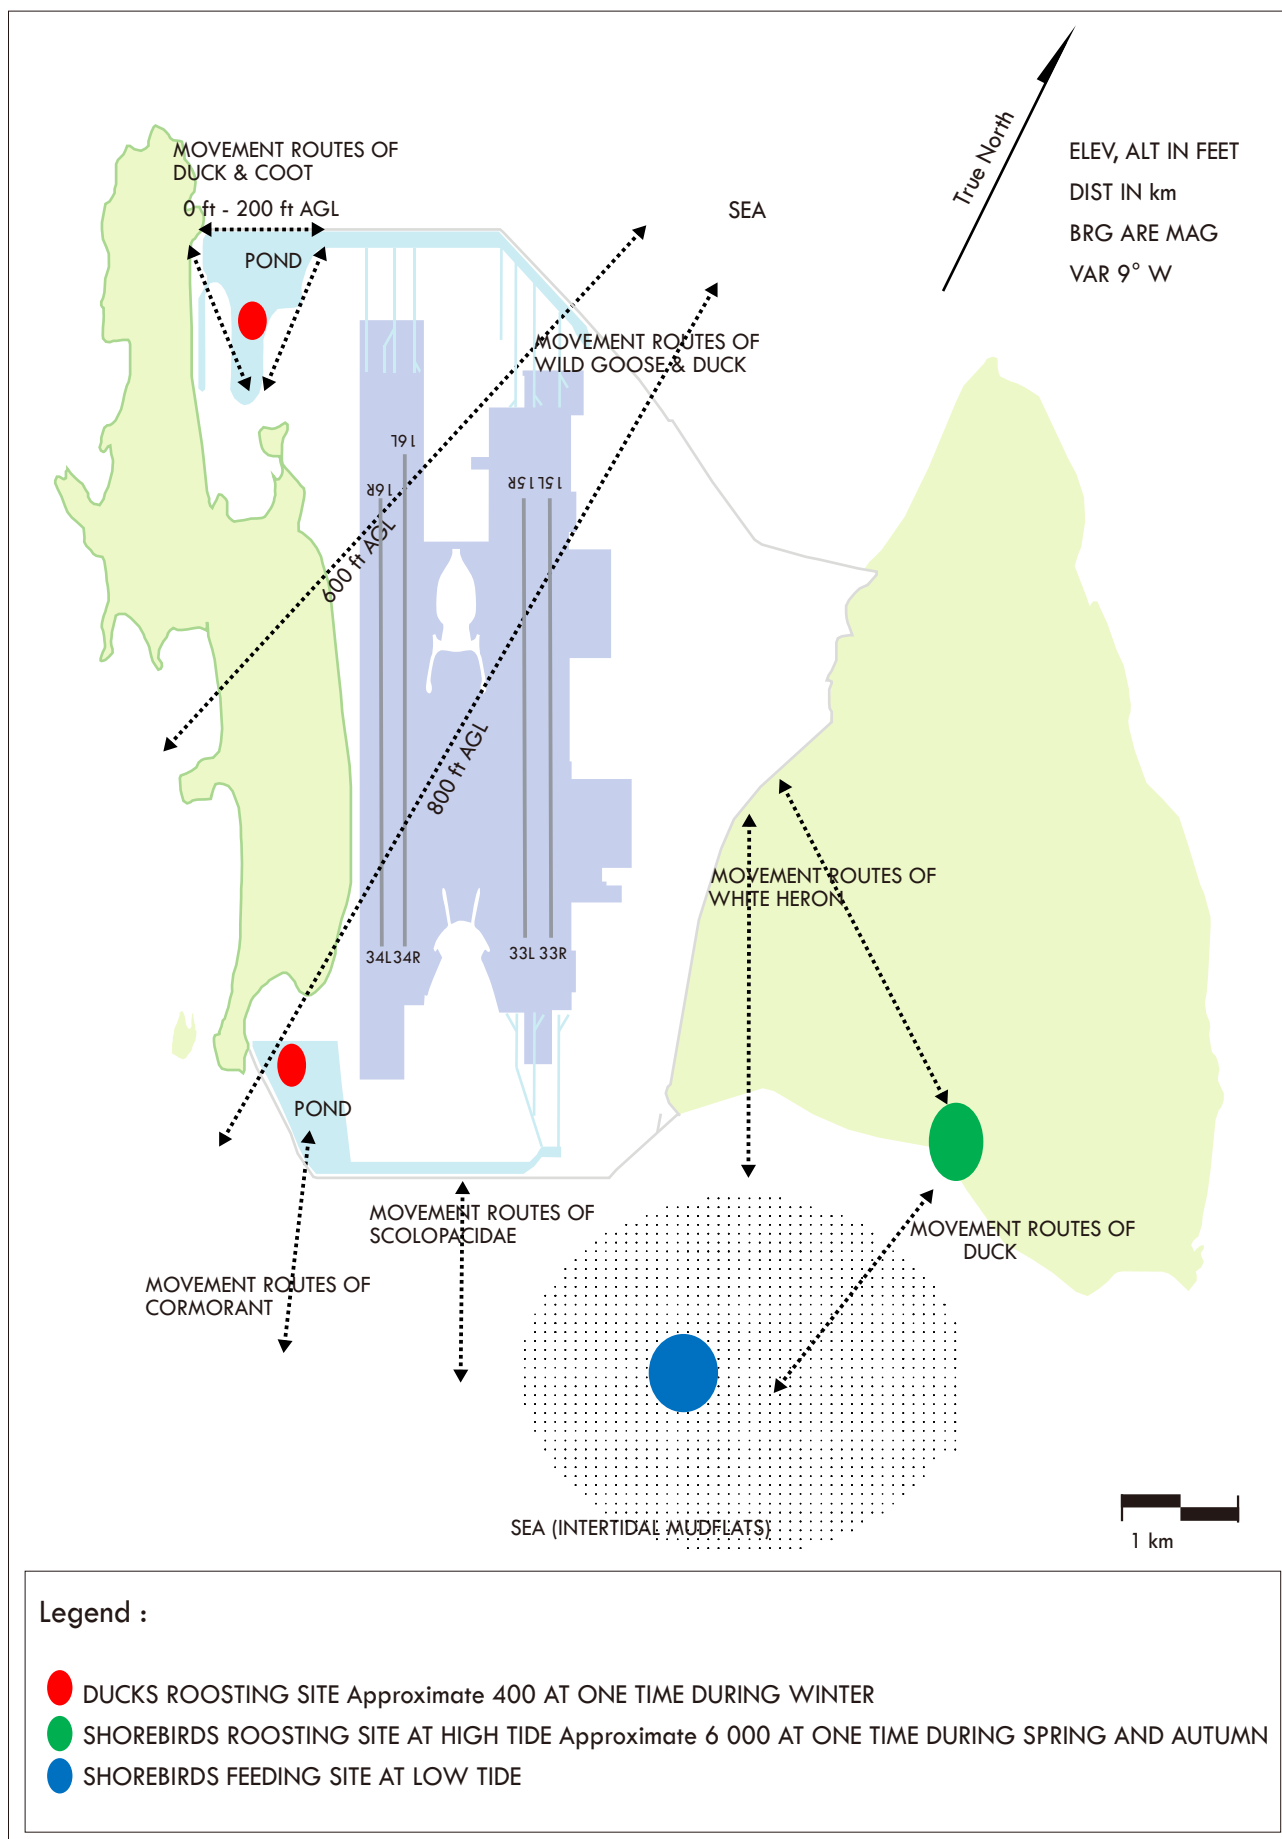 True North
ELEV, ALT IN FEET
DIST IN km
BRG ARE MAG
VAR 9° W
MOVEMENT ROUTES OF
DUCK & COOT
0 ft - 200 ft AGL
SEA
POND
MOVEMENT ROUTES OF
WILD GOOSE & DUCK
16L
16R
15R
15L
600 ft AGL
800 ft AGL
MOVEMENT ROUTES OF
WHITE HERON
34L
34R
33L
33R
POND
MOVEMENT ROUTES OF
SCOLOPACIDAE
MOVEMENT ROUTES OF
DUCK
MOVEMENT ROUTES OF
CORMORANT
SEA (INTERTIDAL MUDFLATS)
1 km
Legend :
DUCKS ROOSTING SITE Approximate 400 AT ONE TIME DURING WINTER
SHOREBIRDS ROOSTING SITE AT HIGH TIDE Approximate 6 000 AT ONE TIME DURING SPRING AND AUTUMN
SHOREBIRDS FEEDING SITE AT LOW TIDE